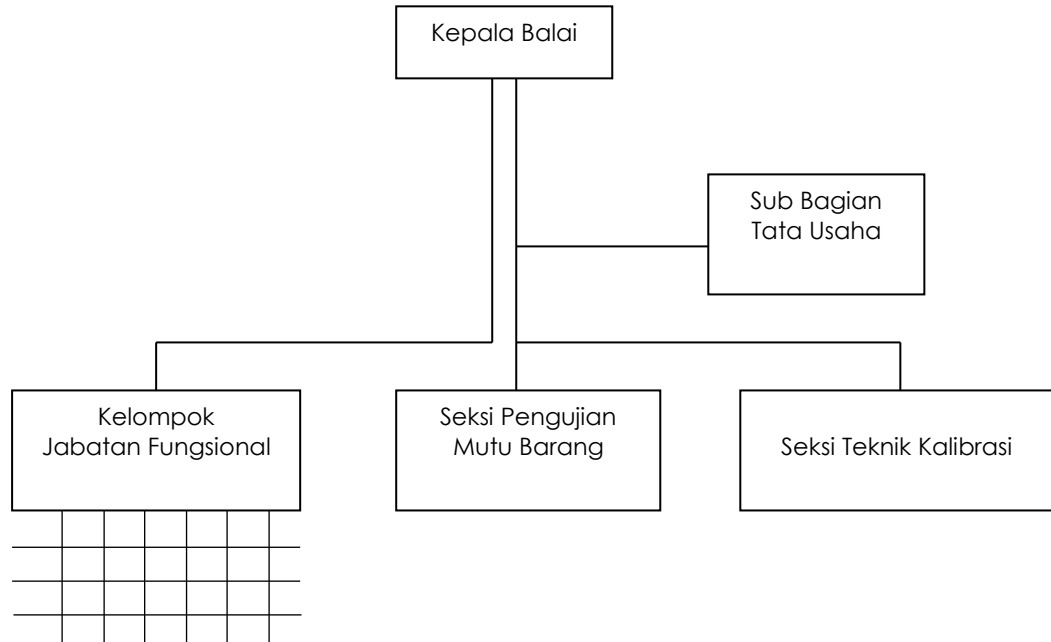 Kepala Balai
Sub Bagian
Tata Usaha
Kelompok
Jabatan Fungsional
Seksi Pengujian
Mutu Barang
Seksi Teknik Kalibrasi